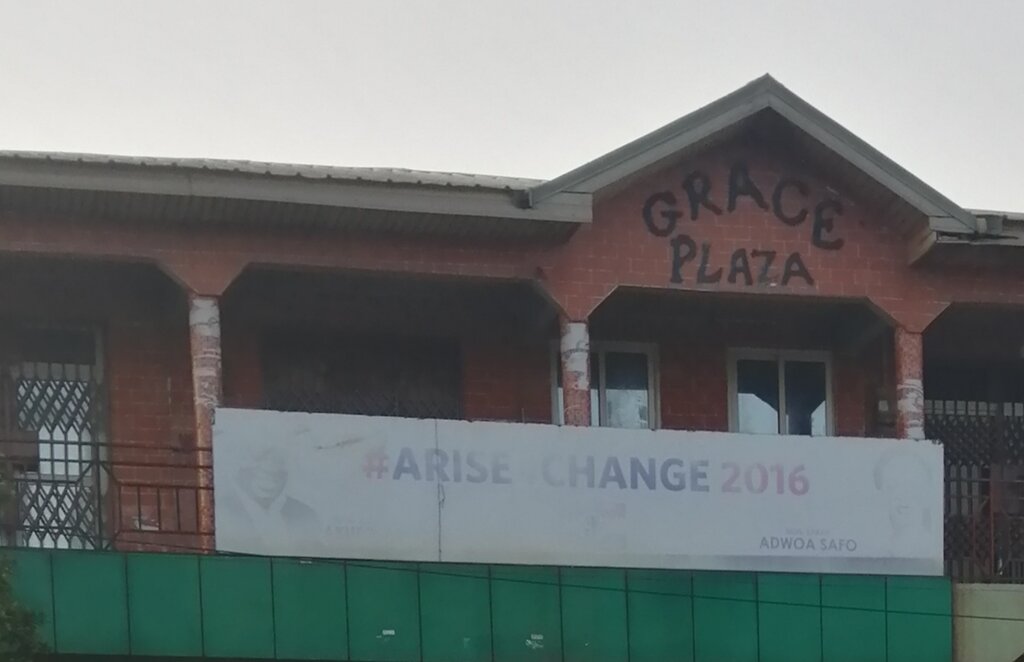 GRACE
PLAZA
#ARISE CHANGE 2016
ADWOA SAFO